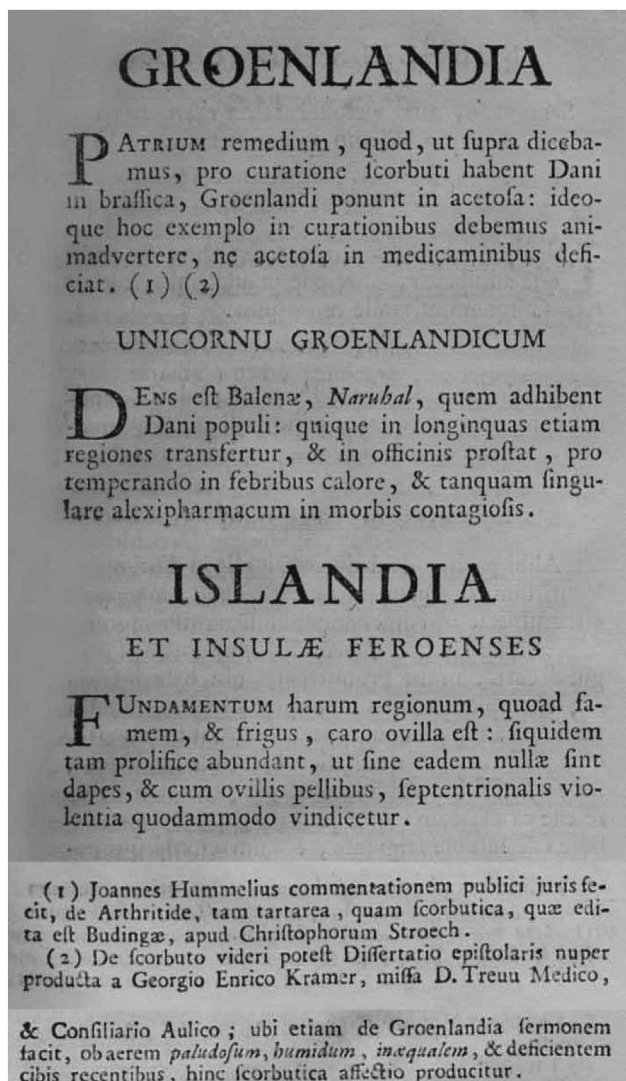 GROENLANDIA
PATRIUM remedium, quod, ut ſupra diceba-
mus, pro curatione ſcorbuti habent Dani
in braſſica, Groenlandi ponunt in acetoſa: ideo-
que hoc exemplo in curationibus debemus ani-
madvertere, ne acetoſa in medicaminibus defi-
ciat. (1) (2)
UNICORNU GROENLANDICUM
DENS eſt Balenæ, Naruhal, quem adhibent
Dani populi: quique in longinquas etiam
regiones transfertur, & in officinis proſtat, pro
temperando in febribus calore, & tanquam ſingu-
lare alexipharmacum in morbis contagioſis.
ISLANDIA
ET INSULÆ FEROENSES
FUNDAMENTUM harum regionum, quoad fa-
mem, & frigus, caro ovilla eſt: ſiquidem
tam prolifice abundant, ut ſine eadem nullæ ſint
dapes, & cum ovillis pellibus, ſeptentrionalis vio-
lentia quodammodo vindicetur.
(1) Joannes Hummelius commentationem publici juris fe-
cit, de Arthritide, tam tartarea, quam ſcorbutica, quæ edi-
ta eſt Budingæ, apud Chriſtophorum Stroech.
(2) De ſcorbuto videri poteſt Diſſertatio epiſtolaris nuper
producta a Georgio Enrico Kramer, miſſa D. Treuu Medico,
& Conſiliario Aulico; ubi etiam de Groenlandia ſermonem
facit, ob aerem paludoſum, humidum, inæqualem, & deficientem
cibis recentibus, hinc ſcorbutica affectio producitur.